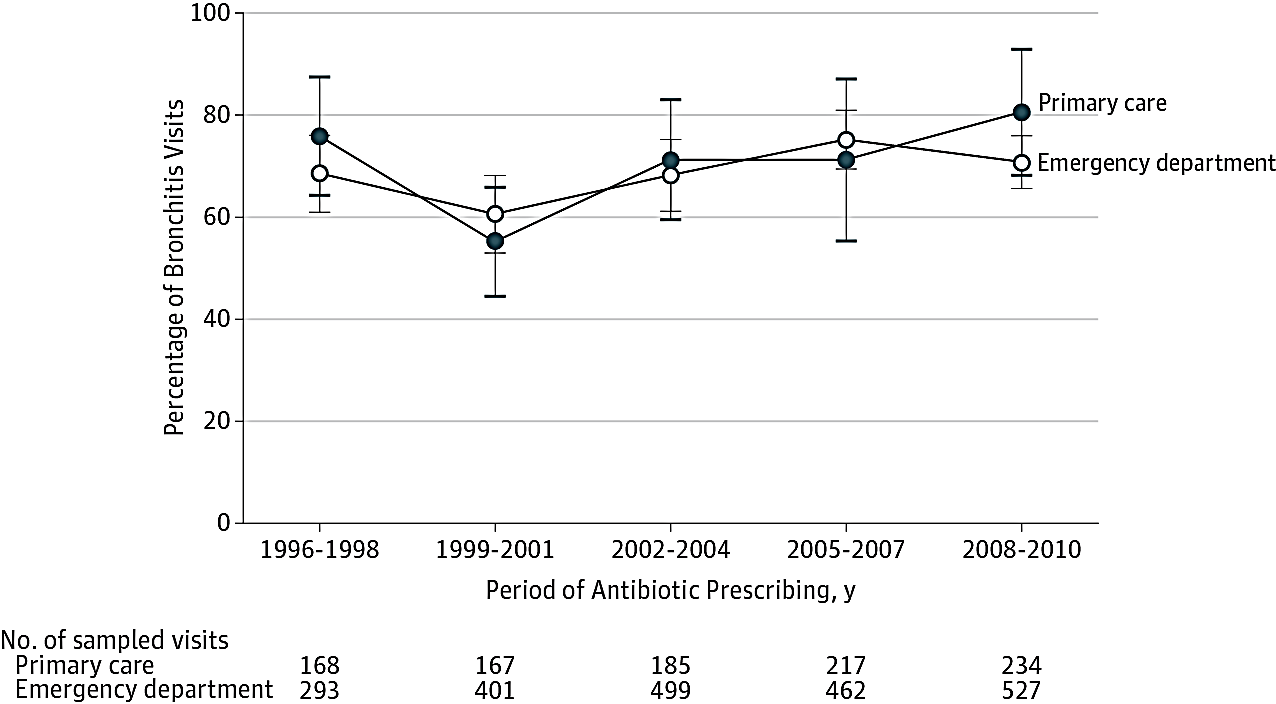 100
80
60
40
20
0
Percentage of Bronchitis Visits
Primary care
Emergency department
1996-1998 1999-2001 2002-2004 2005-2007 2008-2010
Period of Antibiotic Prescribing, y
No. of sampled visits
Primary care 168 167 185 217 234
Emergency department 293 401 499 462 527